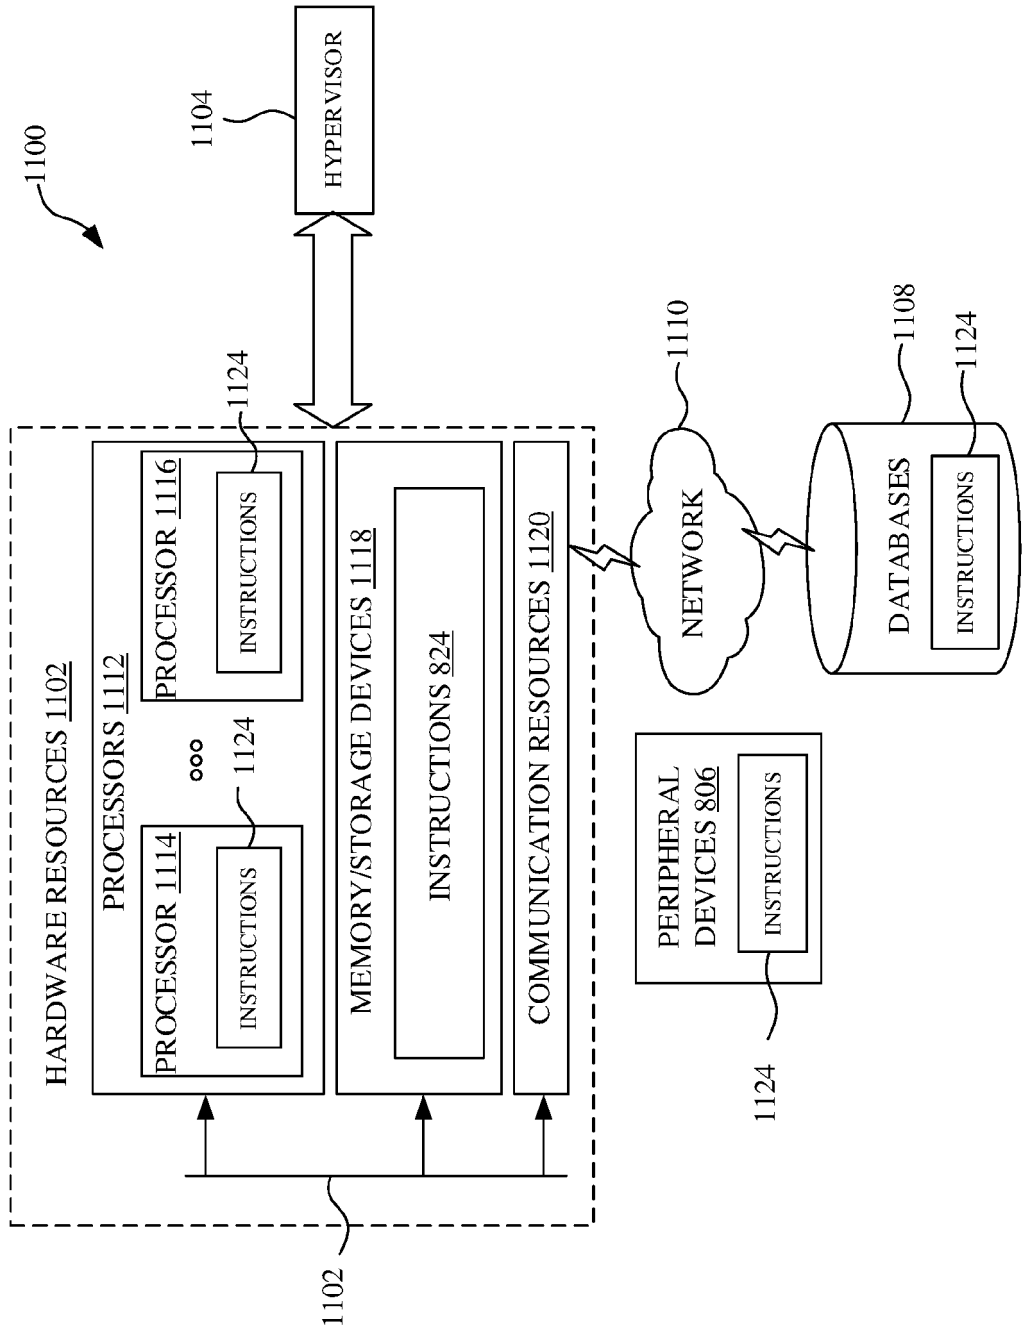 1100
HARDWARE RESOURCES 1102
PROCESSORS 1112
PROCESSOR 1114
INSTRUCTIONS
1124
PROCESSOR 1116
INSTRUCTIONS
1124
1104
HYPERVISOR
MEMORY/STORAGE DEVICES 1118
INSTRUCTIONS 824
COMMUNICATION RESOURCES 1120
1102
PERIPHERAL
DEVICES 806
INSTRUCTIONS
1124
NETWORK
1110
DATABASES
1108
INSTRUCTIONS
1124